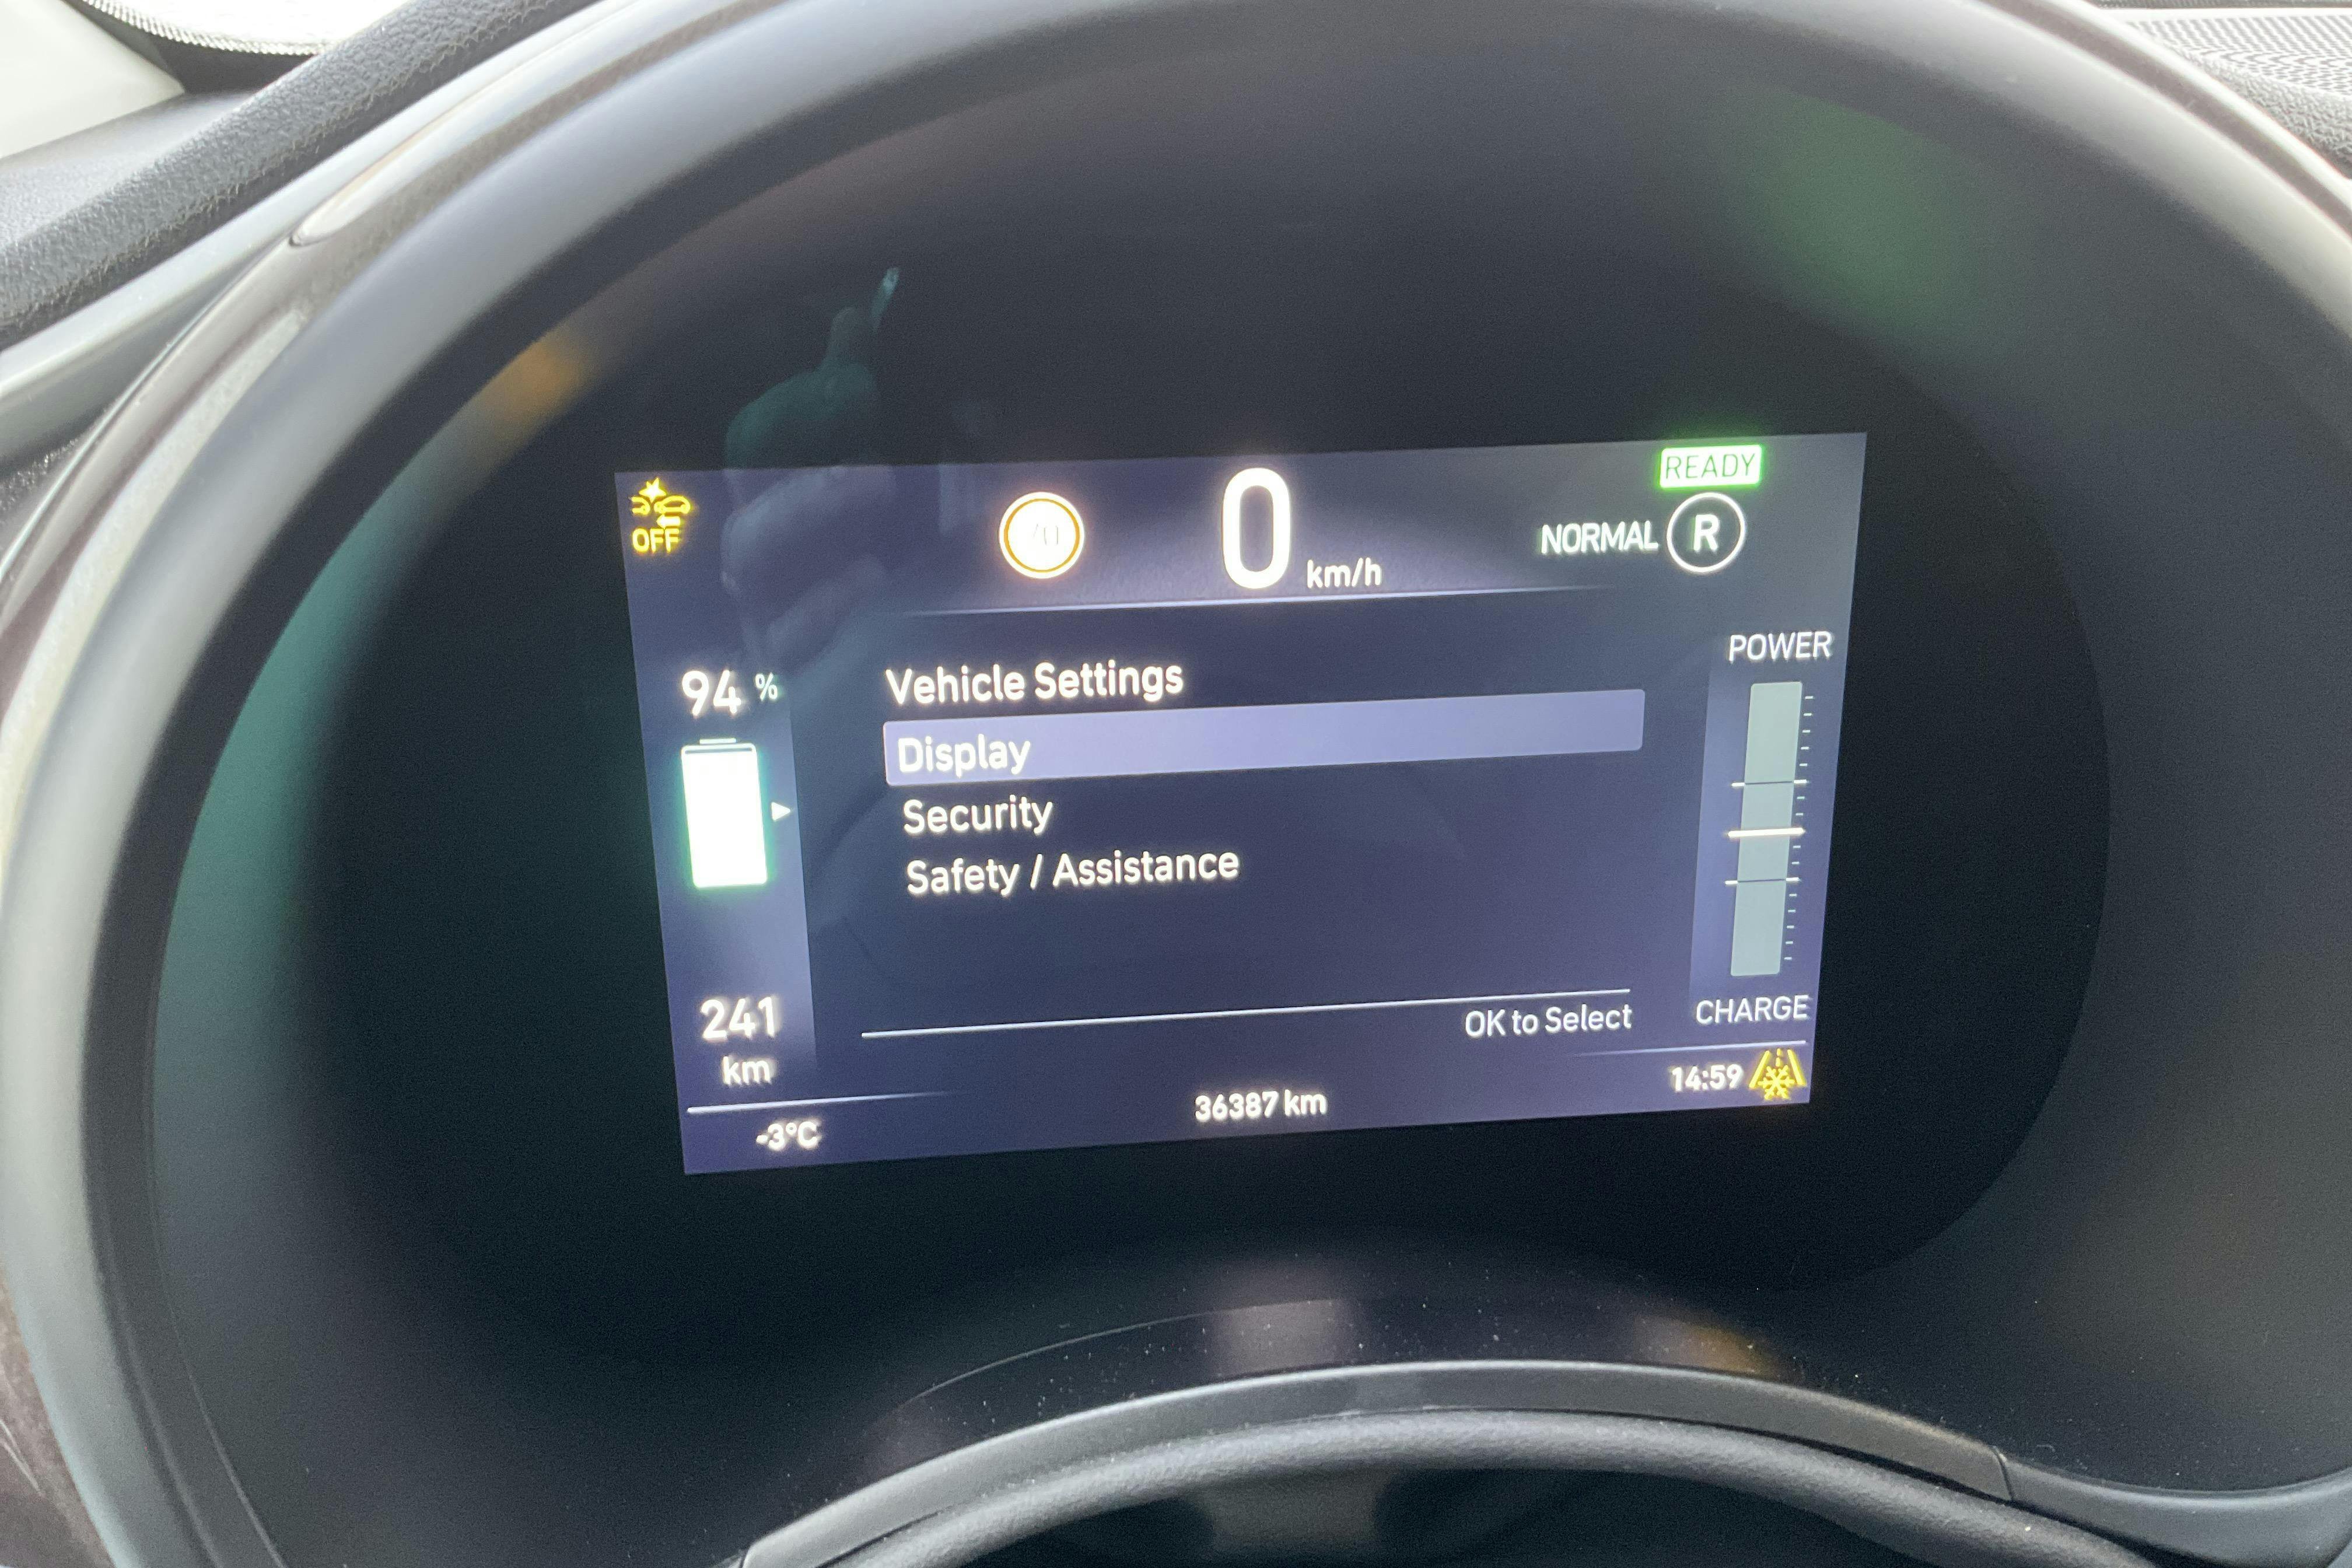 READY
OFF
70
0 km/h
NORMAL R
POWER
94 %
Vehicle Settings
Display
Security
Safety / Assistance
OK to Select
CHARGE
241
km
14:59
36387 km
-3°C